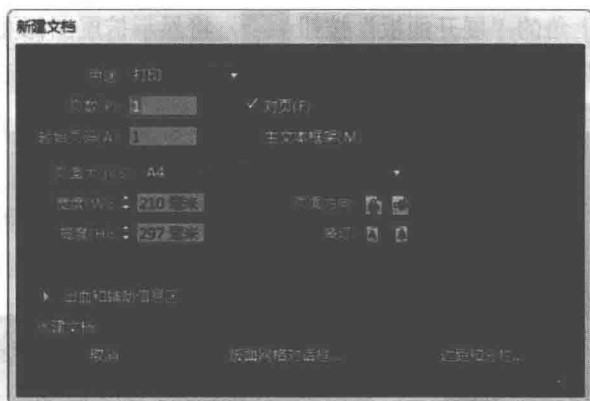 新建文档
用途: 打印
页数(P): 1 ✓ 对页(F)
起始页码(A): 1 主文本框架(M)
页面大小(S): A4
宽度(W): 210 毫米 页面方向:
高度(H): 297 毫米 装订:
出血和辅助信息区
创建文档:
取消 版面网格对话框... 边距和分栏...